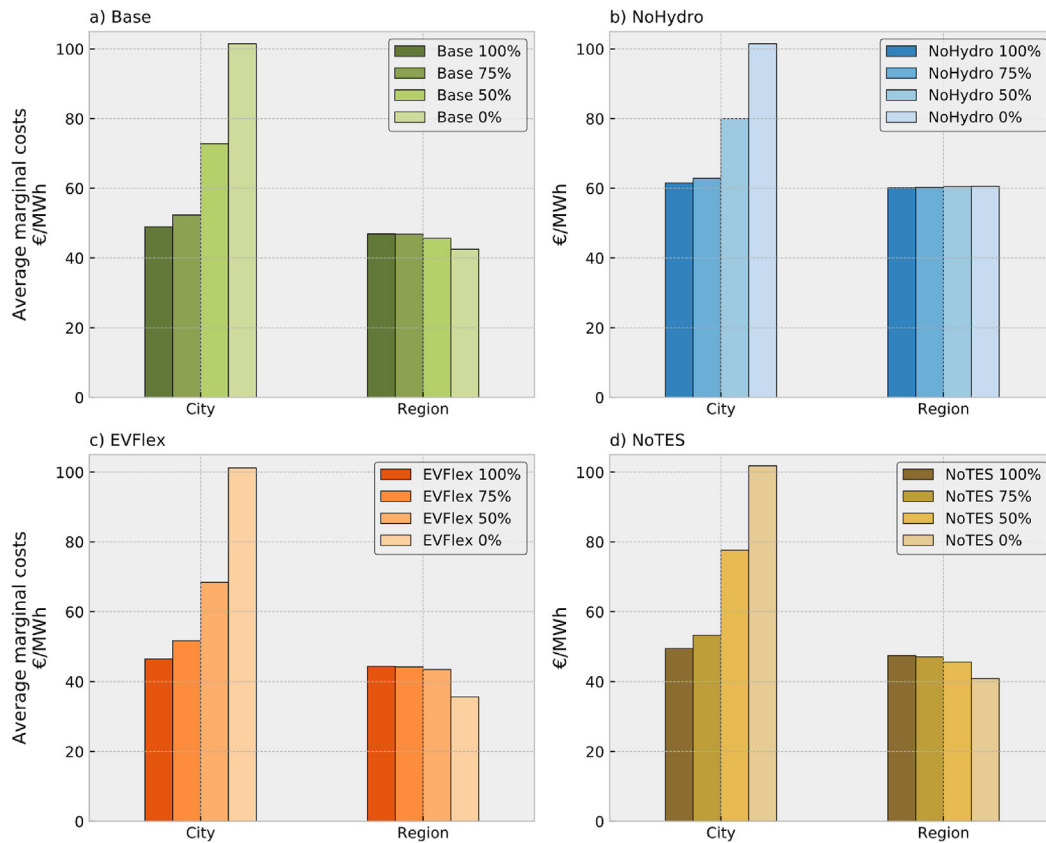 a) Base
Average marginal costs
€/MWh
100
80
60
40
20
0
Base 100%
Base 75%
Base 50%
Base 0%
City
Region
b) NoHydro
€/MWh
100
80
60
40
20
0
NoHydro 100%
NoHydro 75%
NoHydro 50%
NoHydro 0%
City
Region
c) EVFlex
Average marginal costs
€/MWh
100
80
60
40
20
0
EVFlex 100%
EVFlex 75%
EVFlex 50%
EVFlex 0%
City
Region
d) NoTES
€/MWh
100
80
60
40
20
0
NoTES 100%
NoTES 75%
NoTES 50%
NoTES 0%
City
Region